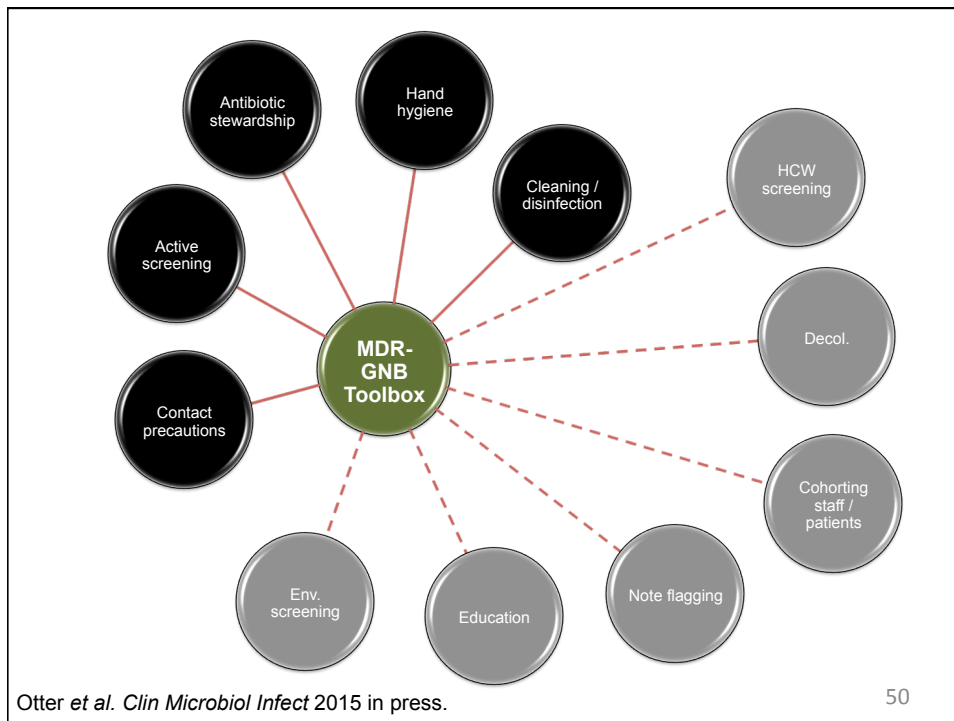 Antibiotic
stewardship
Hand
hygiene
Cleaning /
disinfection
HCW
screening
Active
screening
Decol.
MDR-
GNB
Toolbox
Contact
precautions
Cohorting
staff /
patients
Env.
screening
Education
Note flagging
Otter et al. Clin Microbiol Infect 2015 in press.
50